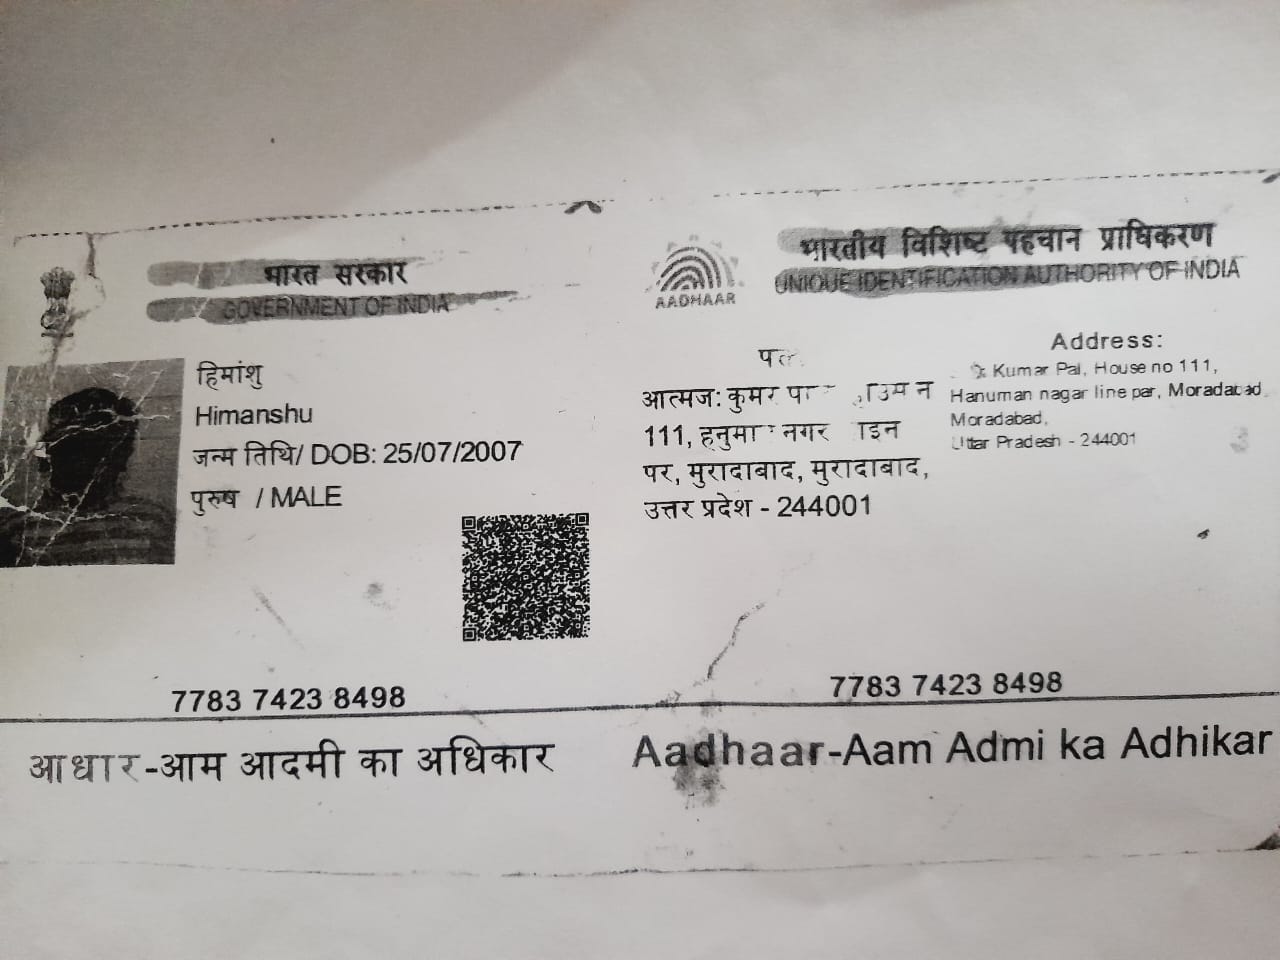 भारत सरकार
GOVERNMENT OF INDIA
हिमांशु
Himanshu
जन्म तिथि/ DOB: 25/07/2007
पुरुष / MALE
7783 7423 8498
आधार-आम आदमी का अधिकार
भारतीय विशिष्ट पहचान प्राधिकरण
UNIQUE IDENTIFICATION AUTHORITY OF INDIA
AADHAAR
आत्मज: कुमर
111, नगर
पर, मुरादाबाद, मुरादाबाद,
उत्तर प्रदेश - 244001
Address:
Kumar Pal, House no 111,
Hanuman nagar line par, Moradabad
Moradabad,
Uttar Pradesh - 244001
7783 7423 8498
Aadhaar-Aam Admi ka Adhikar